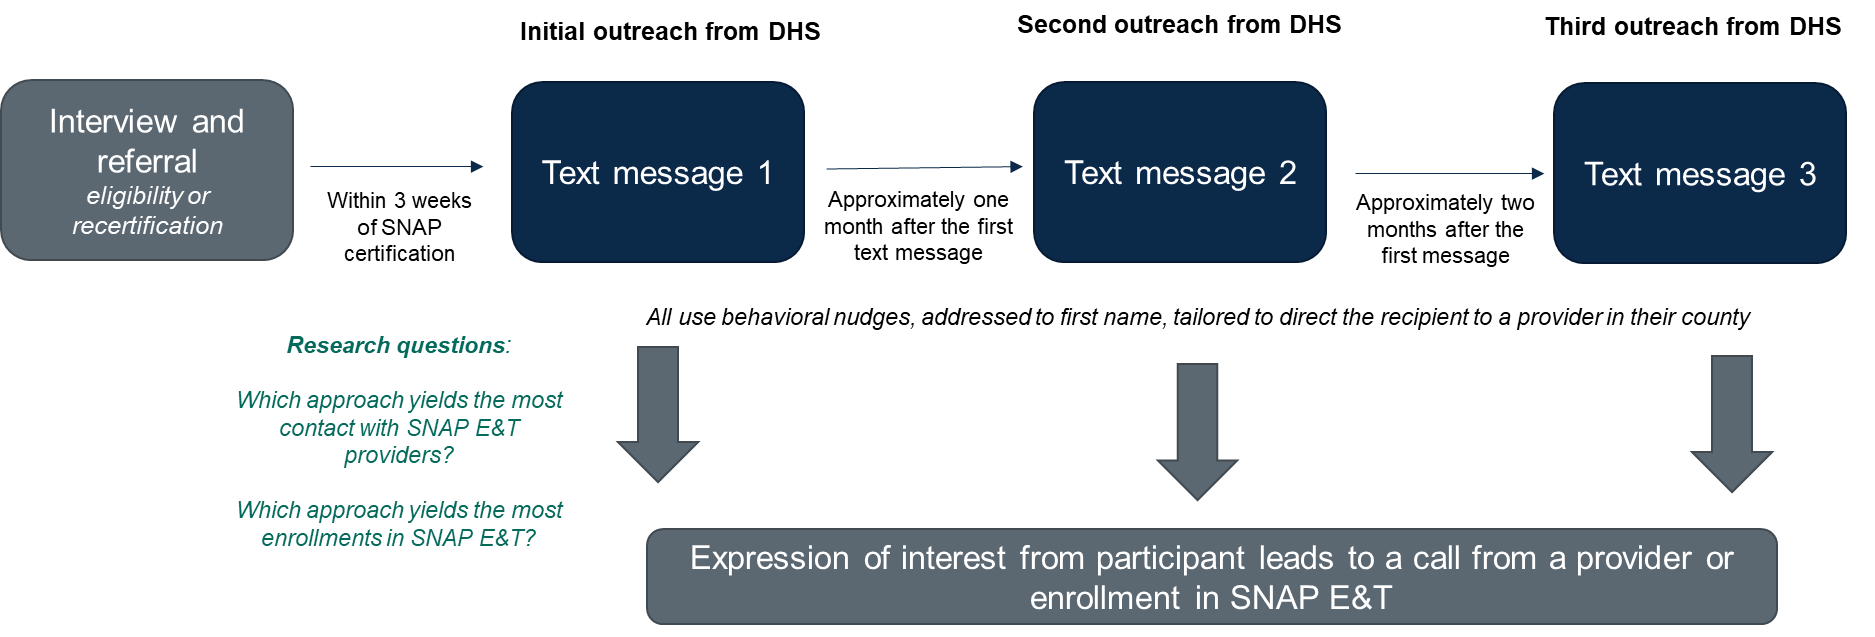 Initial outreach from DHS
Second outreach from DHS
Third outreach from DHS
Interview and
referral
eligibility or
recertification
Within 3 weeks
of SNAP
certification
Text message 1
Approximately one
month after the first
text message
Text message 2
Approximately two
months after the
first message
Text message 3
All use behavioral nudges, addressed to first name, tailored to direct the recipient to a provider in their county
Research questions:
Which approach yields the most
contact with SNAP E&T
providers?
Which approach yields the most
enrollments in SNAP E&T?
Expression of interest from participant leads to a call from a provider or
enrollment in SNAP E&T